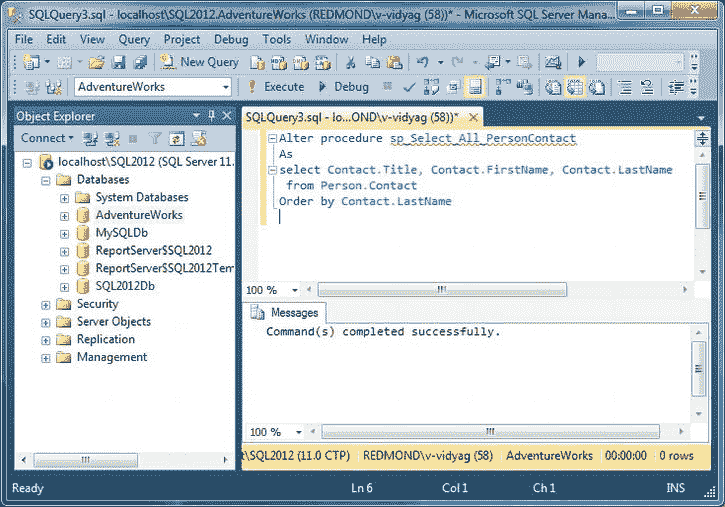 SQLQuery3.sql - localhost\SQL2012.AdventureWorks (REDMOND\v-vidyag (58))* - Microsoft SQL Server Mana...
File Edit View Query Project Debug Tools Window Help
New Query
AdventureWorks
Execute Debug
Object Explorer
Connect
localhost\SQL2012 (SQL Server 11.
Databases
System Databases
AdventureWorks
MySQLDb
ReportServer$SQL2012
ReportServer$SQL2012Tem
SQL2012Db
Security
Server Objects
Replication
Management
SQLQuery3.sql - lo...OND\v-vidyag (58))*
Alter procedure sp_Select_All_PersonContact
As
select Contact.Title, Contact.FirstName, Contact.LastName
from Person.Contact
Order by Contact.LastName
100 %
Messages
Command(s) completed successfully.
100 %
t\SQL2012 (11.0 CTP) REDMOND\v-vidyag (58) AdventureWorks 00:00:00 0 rows
Ready Ln 6 Col 1 Ch 1 INS